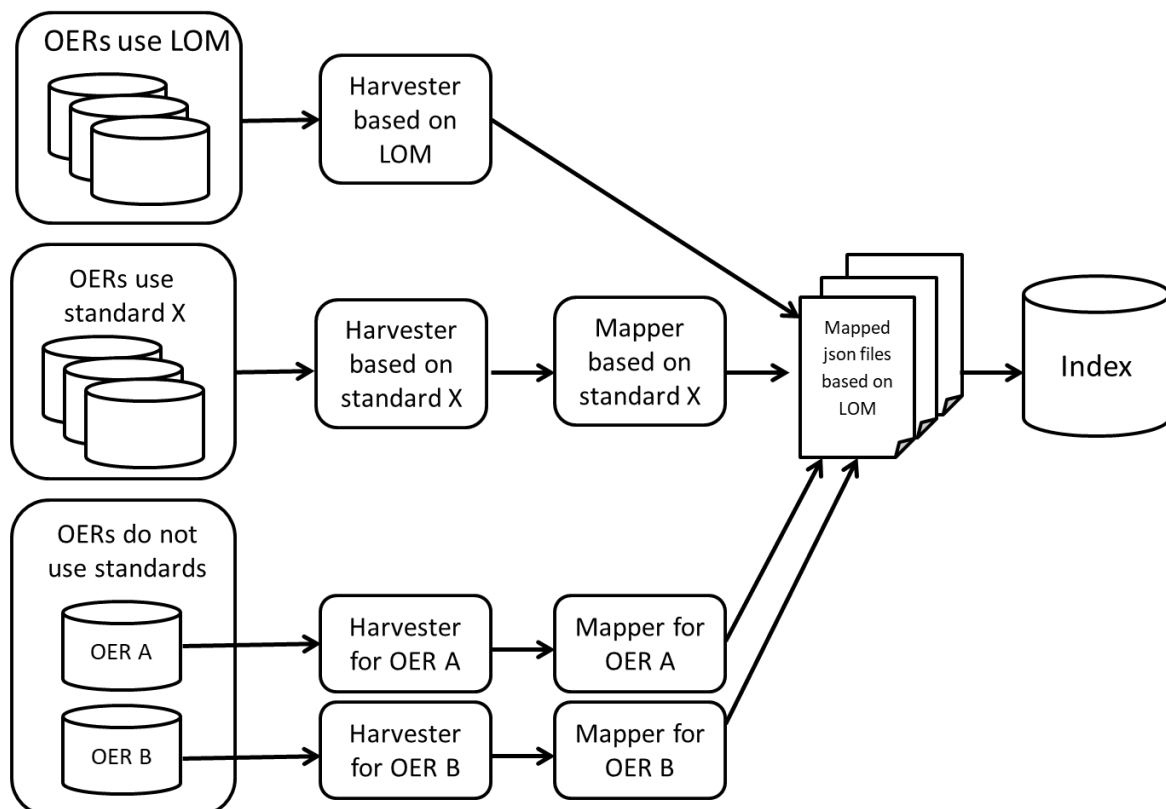 OERs use LOM
Harvester
based on
LOM
OERs use
standard X
Harvester
based on
standard X
Mapper
based on
standard X
Mapped
json files
based on
LOM
Index
OERs do not
use standards
OER A
Harvester
for OER A
Mapper for
OER A
OER B
Harvester
for OER B
Mapper for
OER B